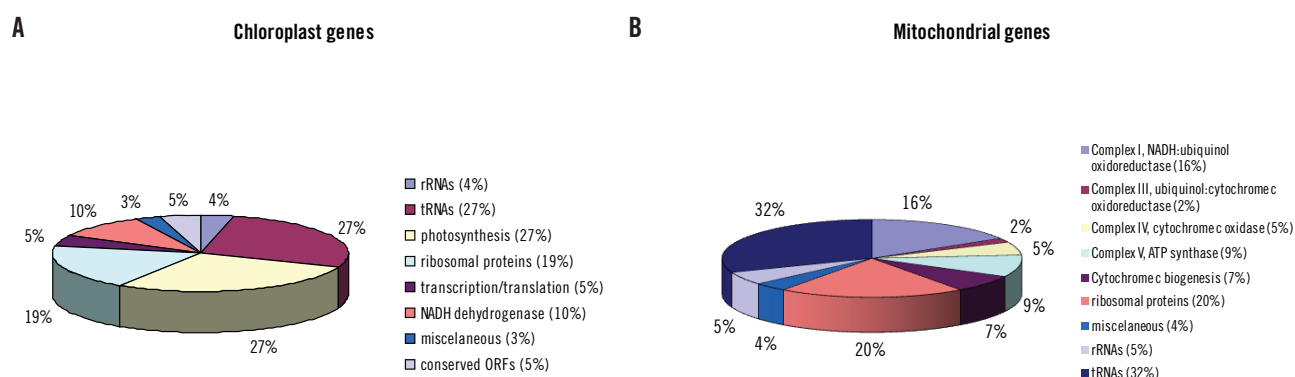 A
Chloroplast genes
5%
4%
3%
10%
27%
5%
19%
27%
rRNAs (4%)
tRNAs (27%)
photosynthesis (27%)
ribosomal proteins (19%)
transcription/translation (5%)
NADH dehydrogenase (10%)
miscelaneous (3%)
conserved ORFs (5%)
B
Mitochondrial genes
32%
16%
2%
5%
9%
7%
20%
4%
5%
Complex I, NADH:ubiquinol
oxidoreductase (16%)
Complex III, ubiquinol:cytochrome c
oxidoreductase (2%)
Complex IV, cytochrome c oxidase (5%)
Complex V, ATP synthase (9%)
Cytochrome c biogenesis (7%)
ribosomal proteins (20%)
miscelaneous (4%)
rRNAs (5%)
tRNAs (32%)